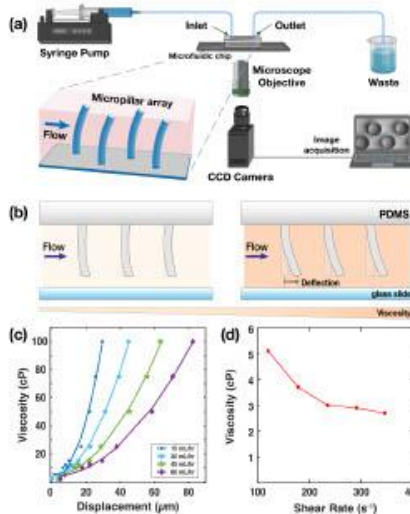 (a)
Syringe Pump
Inlet
Outlet
Microfluidic chip
Microscope
Objective
Waste
Micropillar array
Flow
Image
acquisition
CCD Camera
(b)
PDMS
Flow
Flow
Deflection
glass slide
Viscosity
(c)
Viscosity (cP)
100
80
60
40
20
0
20
40
60
80
Displacement (μm)
15 mL/hr
30 mL/hr
45 mL/hr
60 mL/hr
(d)
Viscosity (cP)
6
5
4
3
2
1
100
200
300
400
Shear Rate (s⁻¹)